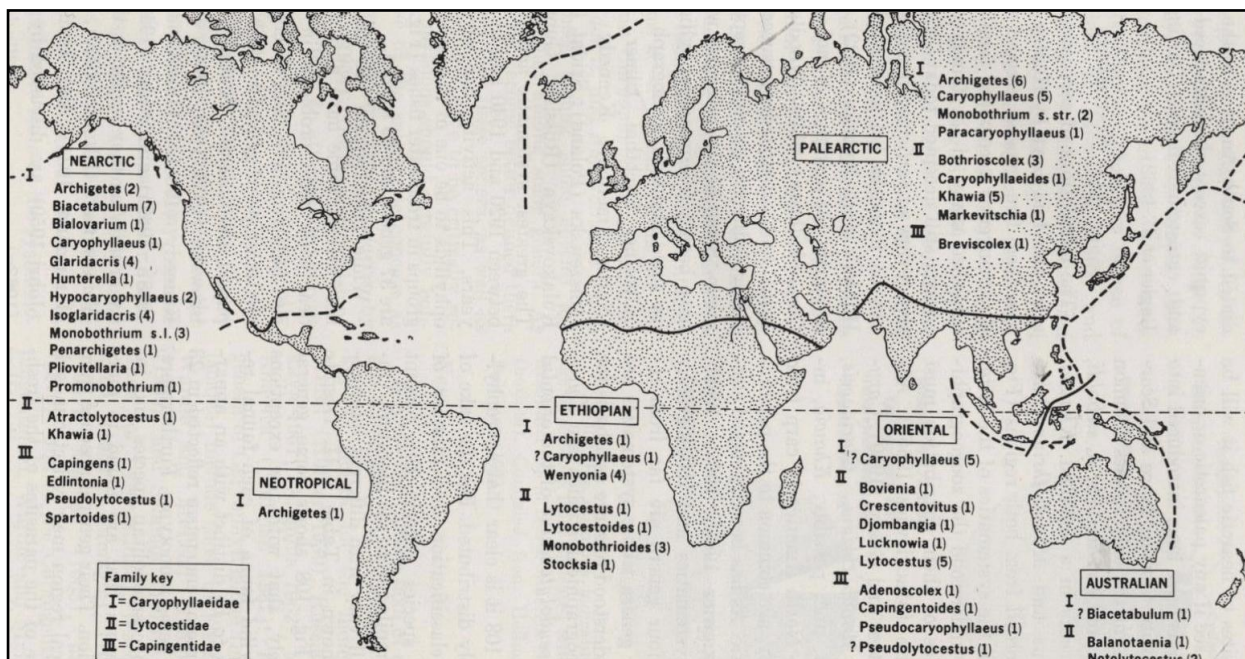 NEARCTIC
I
Archigetes (2)
Biacetabulum (7)
Bialovarium (1)
Caryophyllaeus (1)
Glaridacris (4)
Hunterella (1)
Hypocaryophyllaeus (2)
Isoglaridacris (4)
Monobothrium s.l. (3)
Penarchigetes (1)
Pliovitellaria (1)
Promonobothrium (1)
II
Atractolytocestus (1)
Khawia (1)
III
Capingens (1)
Edlintonia (1)
Pseudolytocestus (1)
Spartoides (1)
NEOTROPICAL
I
Archigetes (1)
Family key
I = Caryophyllaeidae
II = Lytocestidae
III = Capingentidae
ETHIOPIAN
I
Archigetes (1)
? Caryophyllaeus (1)
Wenyonia (4)
II
Lytocestus (1)
Lytocestoides (1)
Monobothrioides (3)
Stocksia (1)
PALEARCTIC
I
Archigetes (6)
Caryophyllaeus (5)
Monobothrium s. str. (2)
Paracaryophyllaeus (1)
II
Bothrioscolex (3)
Caryophyllaeides (1)
Khawia (5)
Markevitschia (1)
III
Breviscolex (1)
ORIENTAL
I
? Caryophyllaeus (5)
II
Bovienia (1)
Crescentovitus (1)
Djombangia (1)
Lucknowia (1)
Lytocestus (5)
III
Adenoscolex (1)
Capingentoides (1)
Pseudocaryophyllaeus (1)
? Pseudolytocestus (1)
AUSTRALIAN
I
? Biacetabulum (1)
II
Balanotaenia (1)